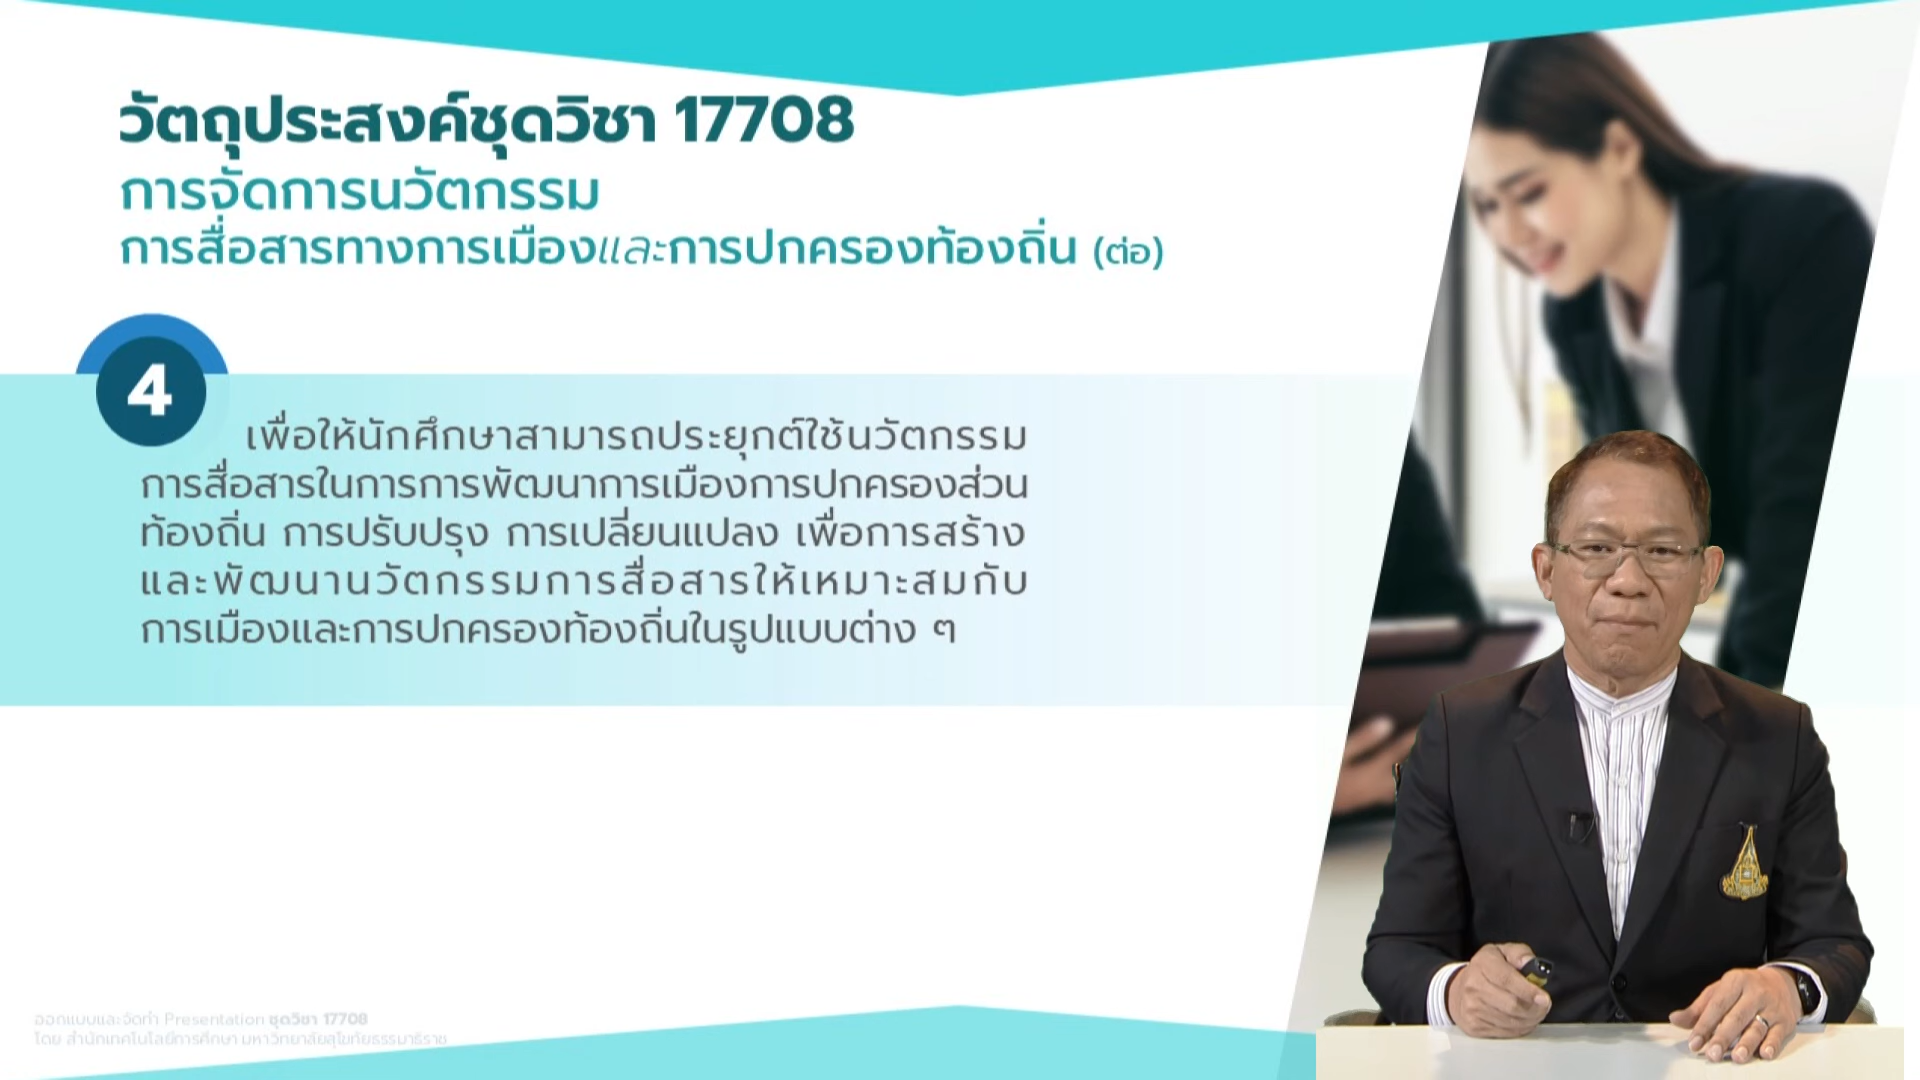 วัตถุประสงค์ชุดวิชา 17708
การจัดการนวัตกรรม
การสื่อสารทางการเมืองและการปกครองท้องถิ่น (ต่อ)
4
เพื่อให้นักศึกษาสามารถประยุกต์ใช้นวัตกรรม
การสื่อสารในการการพัฒนาการเมืองการปกครองส่วน
ท้องถิ่น การปรับปรุง การเปลี่ยนแปลง เพื่อการสร้าง
และพัฒนานวัตกรรมการสื่อสารให้เหมาะสมกับ
การเมืองและการปกครองท้องถิ่นในรูปแบบต่าง ๆ
ออกแบบและจัดทำ Presentation ชุดวิชา 17708
โดย สำนักเทคโนโลยีการศึกษา มหาวิทยาลัยสุโขทัยธรรมาธิราช